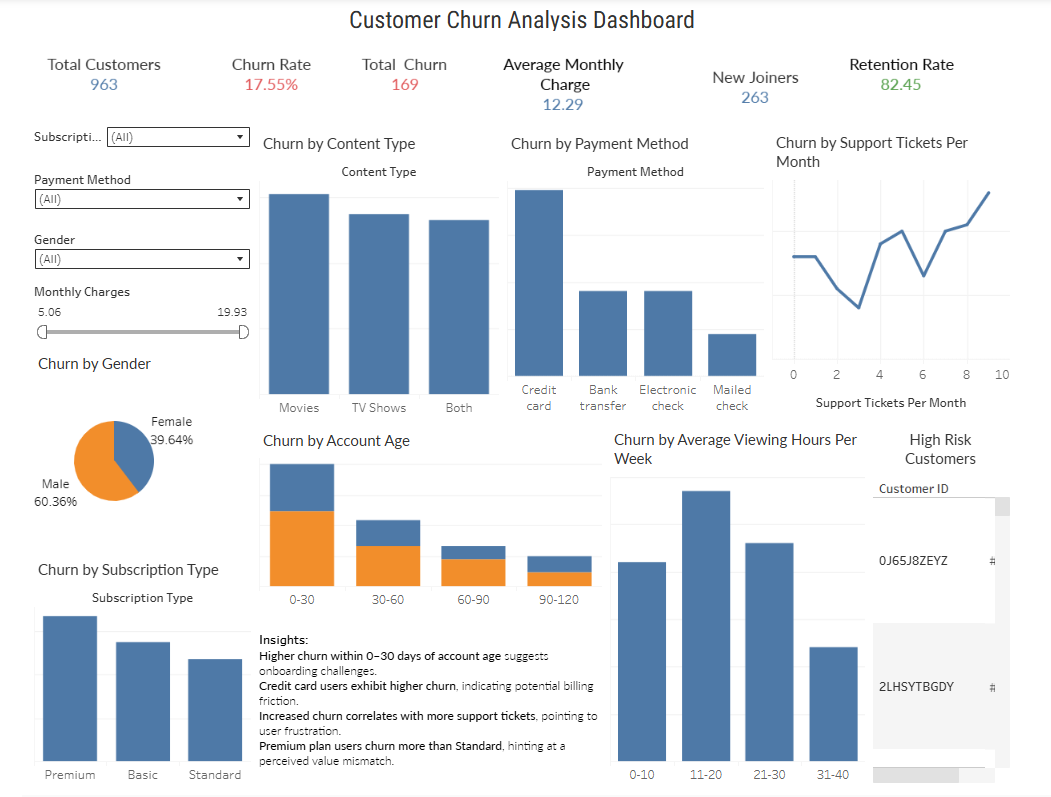 Customer Churn Analysis Dashboard
Total Customers
963
Churn Rate
17.55%
Total Churn
169
Average Monthly
Charge
12.29
New Joiners
263
Retention Rate
82.45
Subscripti...
(All)
Payment Method
(All)
Gender
(All)
Monthly Charges
5.06
19.93
Churn by Gender
Female
39.64%
Male
60.36%
Churn by Subscription Type
Subscription Type
Premium
Basic
Standard
Churn by Content Type
Content Type
Movies
TV Shows
Both
Churn by Payment Method
Payment Method
Credit
card
Bank
transfer
Electronic
check
Mailed
check
Churn by Support Tickets Per
Month
0
2
4
6
8
10
Support Tickets Per Month
Churn by Account Age
0-30
30-60
60-90
90-120
Insights:
Higher churn within 0–30 days of account age suggests
onboarding challenges.
Credit card users exhibit higher churn, indicating potential billing
friction.
Increased churn correlates with more support tickets, pointing to
user frustration.
Premium plan users churn more than Standard, hinting at a
perceived value mismatch.
Churn by Average Viewing Hours Per
Week
0-10
11-20
21-30
31-40
High Risk
Customers
Customer ID
0J65J8ZEYZ
#
2LHSYTBGDY
#